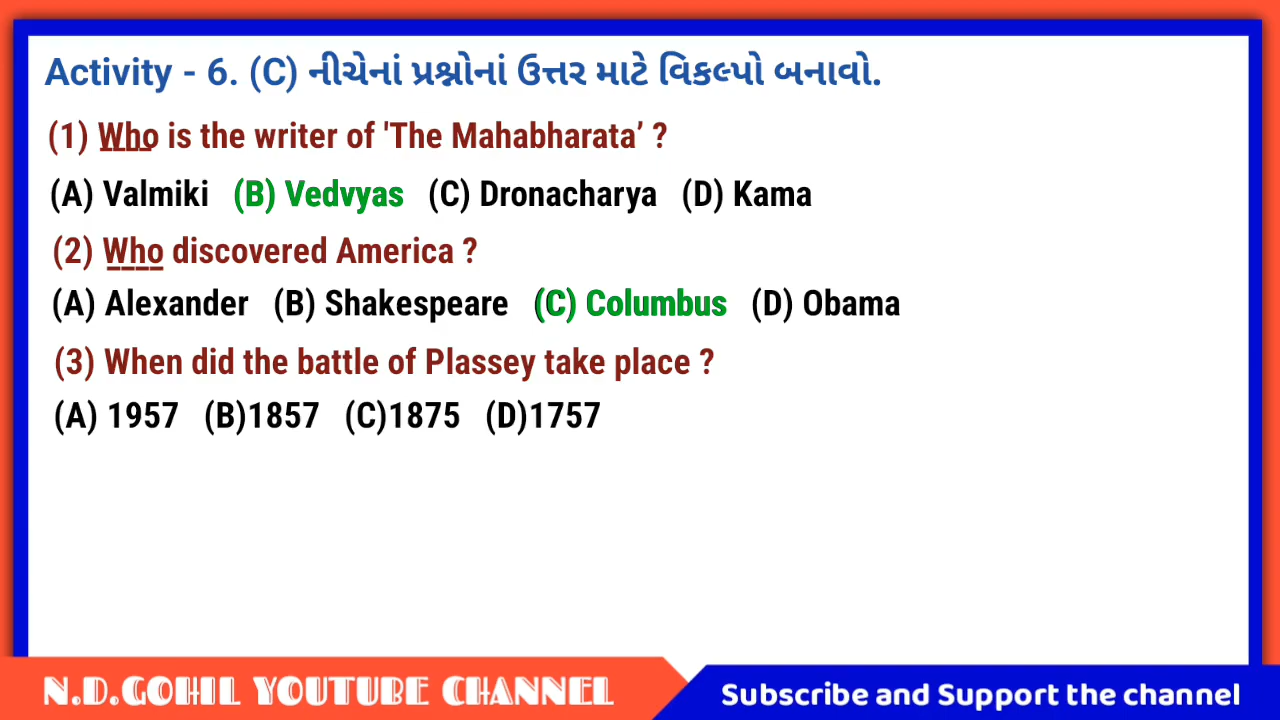 Activity - 6. (C) નીચેનાં પ્રશ્નોનાં ઉત્તર માટે વિકલ્પો બનાવો.
(1) Who is the writer of 'The Mahabharata’ ?
(A) Valmiki (B) Vedvyas (C) Dronacharya (D) Kama
(2) Who discovered America ?
(A) Alexander (B) Shakespeare (C) Columbus (D) Obama
(3) When did the battle of Plassey take place ?
(A) 1957 (B)1857 (C)1875 (D)1757
N.D.GOHIL YOUTUBE CHANNEL
Subscribe and Support the channel